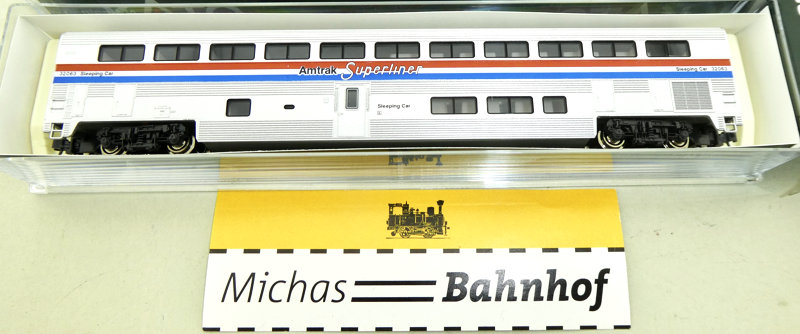 Amtrak Superliner
32063 Sleeping Car
Sleeping Car 32063
Sleeping Car
Michas Bahnhof